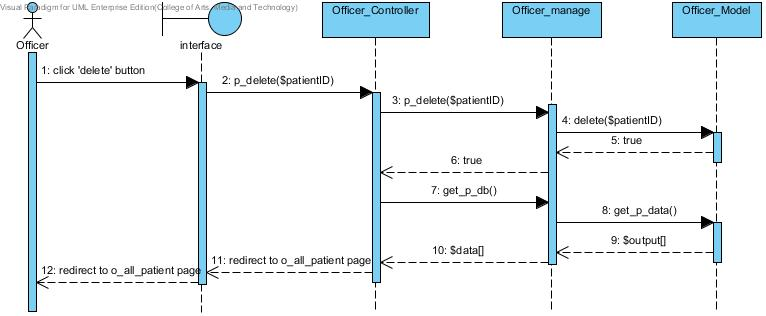 Visual Paradigm for UML Enterprise Edition(College of Arts, Media and Technology)
Officer
interface
Officer_Controller
Officer_manage
Officer_Model
1: click 'delete' button
2: p_delete($patientID)
3: p_delete($patientID)
4: delete($patientID)
5: true
6: true
7: get_p_db()
8: get_p_data()
9: $output[]
10: $data[]
11: redirect to o_all_patient page
12: redirect to o_all_patient page